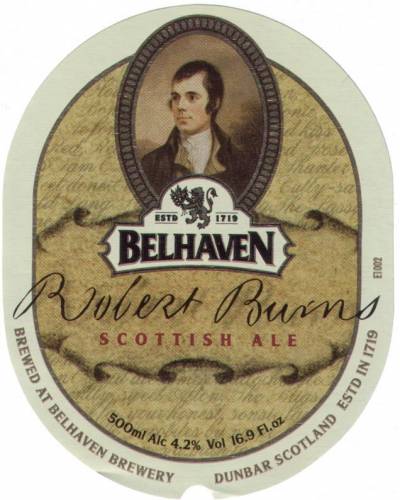 ESTD 1719
BELHAVEN
Robert Burns
SCOTTISH ALE
E1002
500ml Alc 4.2% Vol 16.9 Fl.oz
BREWED AT BELHAVEN BREWERY
DUNBAR SCOTLAND ESTD IN 1719